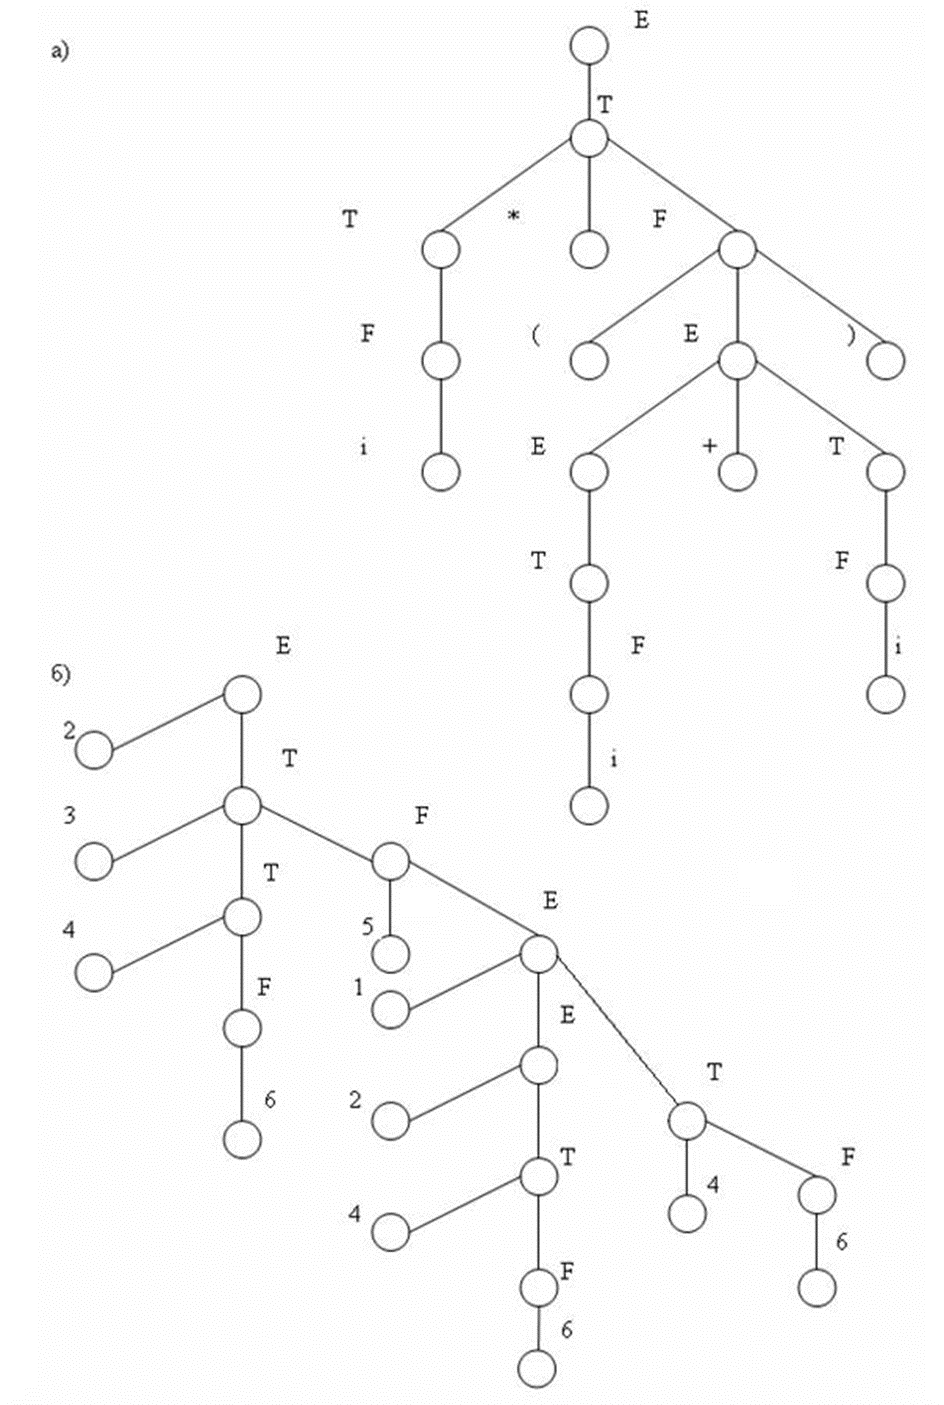 E
а)
T
T * F
F ( E )
i E + T
T F
E F i
б)
2
T i
3 F
T
4 E
5
F 1
E
T
6 2
T F
4 4
6
F
6